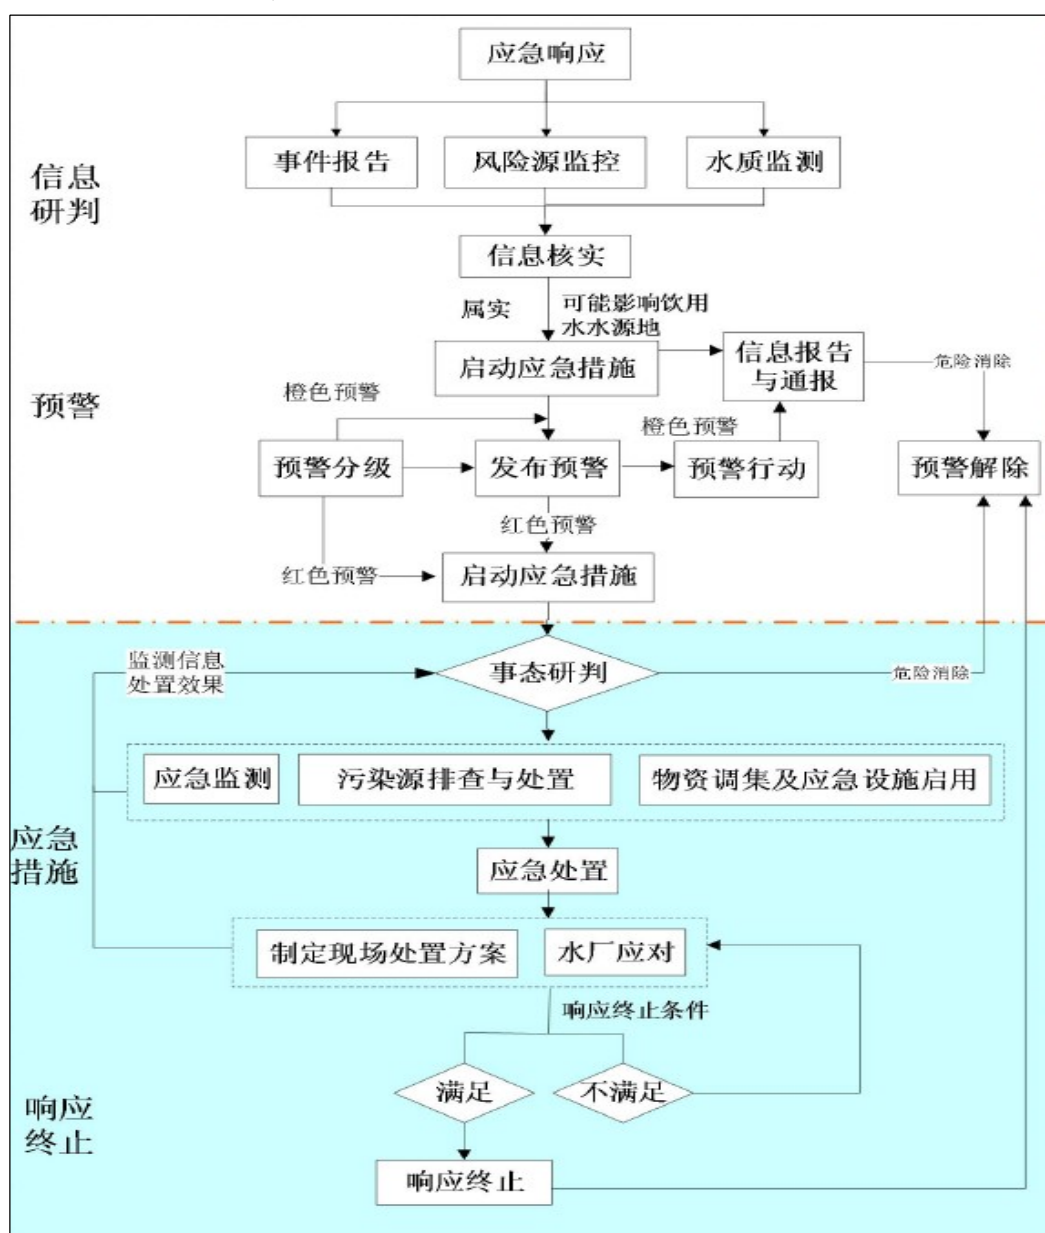 应急响应
事件报告
风险源监控
水质监测
信息
研判
信息核实
属实
可能影响饮用
水水源地
启动应急措施
信息报告
与通报
危险消除
预警
橙色预警
橙色预警
预警分级
发布预警
预警行动
预警解除
红色预警
红色预警
启动应急措施
监测信息
处置效果
事态研判
危险消除
应急监测
污染源排查与处置
物资调集及应急设施启用
应急
措施
应急处置
制定现场处置方案
水厂应对
响应终止条件
满足
不满足
响应
终止
响应终止